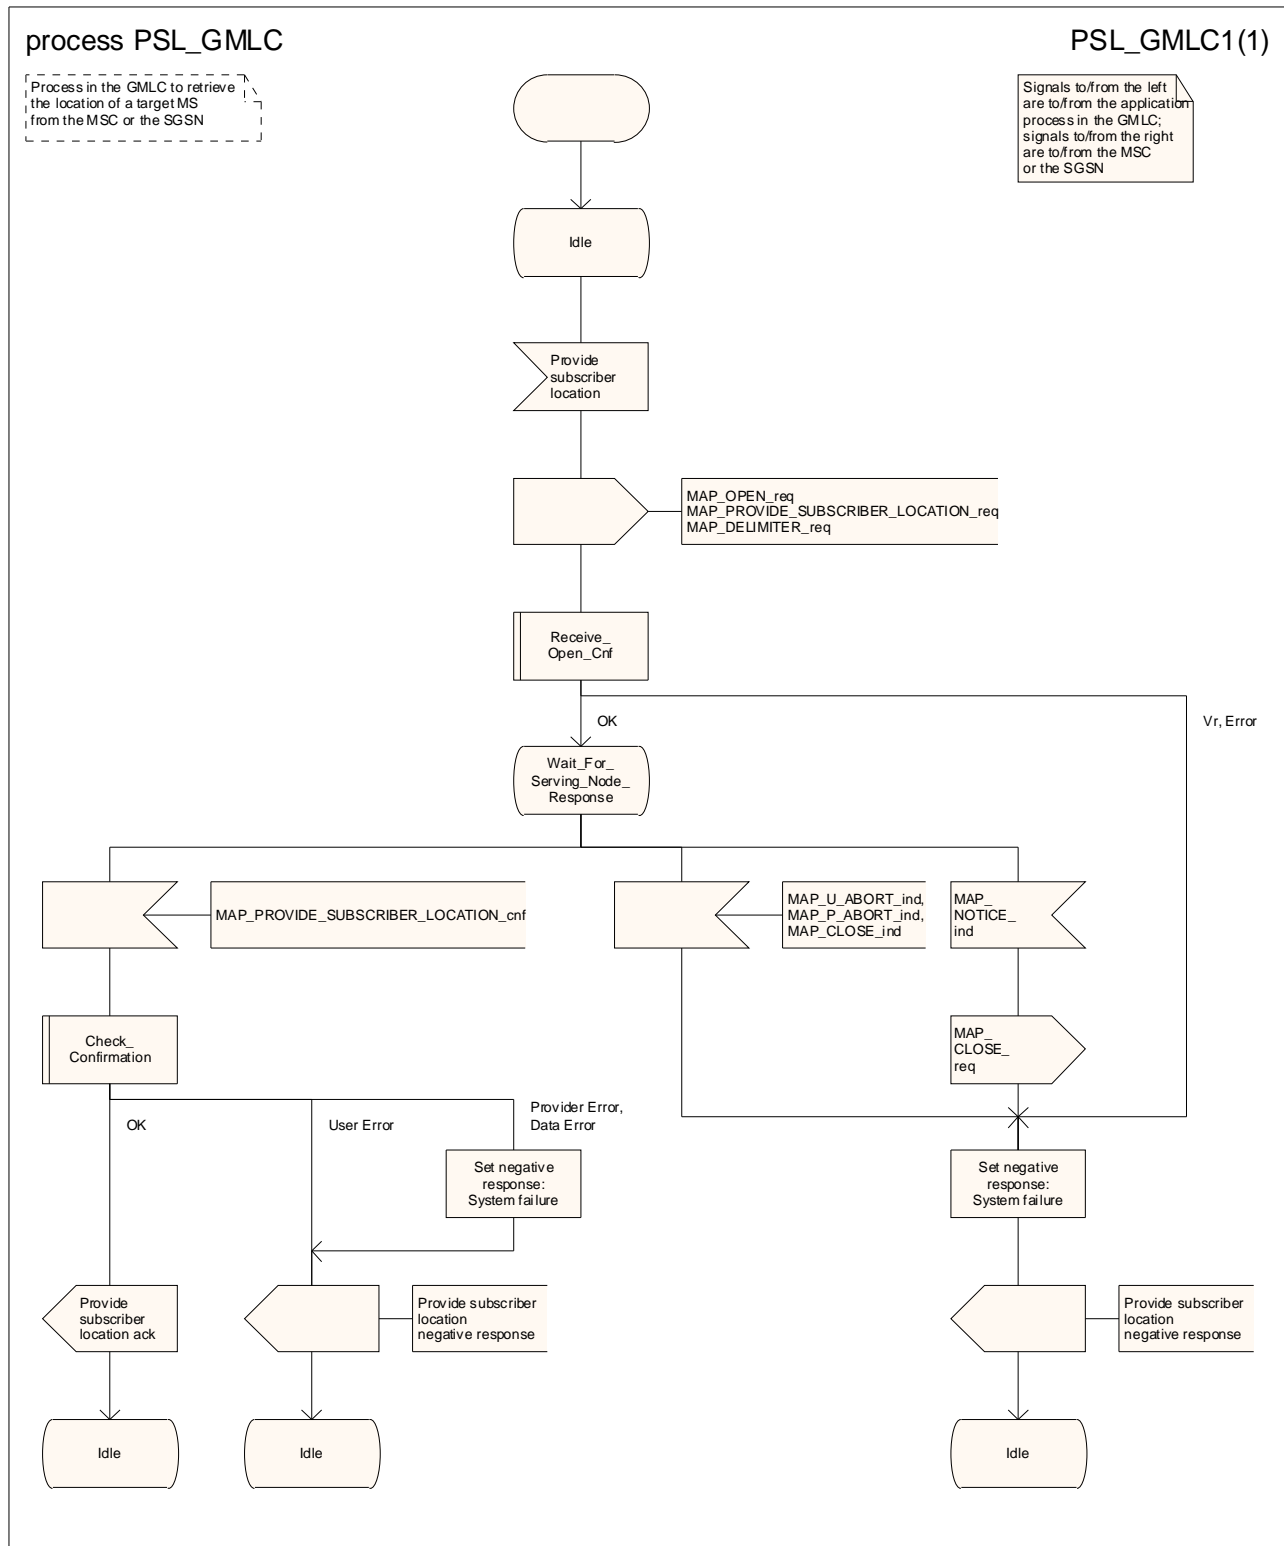 process PSL_GMLC
PSL_GMLC1(1)
Process in the GMLC to retrieve
the location of a target MS
from the MSC or the SGSN
Signals to/from the left
are to/from the application
process in the GMLC;
signals to/from the right
are to/from the MSC
or the SGSN
Idle
Provide
subscriber
location
MAP_OPEN_req
MAP_PROVIDE_SUBSCRIBER_LOCATION_req
MAP_DELIMITER_req
Receive_
Open_Cnf
OK
Vr, Error
Wait_For_
Serving_Node_
Response
MAP_PROVIDE_SUBSCRIBER_LOCATION_cnf
MAP_U_ABORT_ind,
MAP_P_ABORT_ind,
MAP_CLOSE_ind
MAP_
NOTICE_
ind
Check_
Confirmation
MAP_
CLOSE_
req
OK
User Error
Provider Error,
Data Error
Set negative
response:
System failure
Set negative
response:
System failure
Provide
subscriber
location ack
Provide subscriber
location
negative response
Provide subscriber
location
negative response
Idle
Idle
Idle